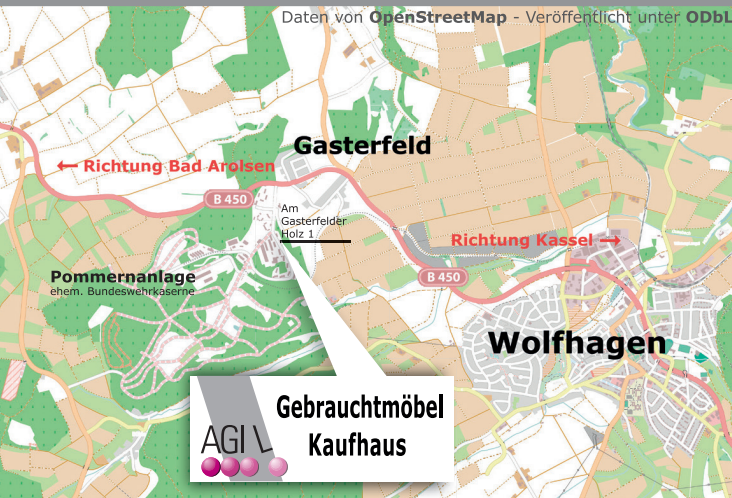 Daten von OpenStreetMap - Veröffentlicht unter ODbL
Gasterfeld
← Richtung Bad Arolsen
B 450
Am
Gasterfelder
Holz 1
Richtung Kassel →
Pommernanlage
ehem. Bundeswehrkaserne
B 450
Wolfhagen
Gebrauchtmöbel
Kaufhaus
AGIL